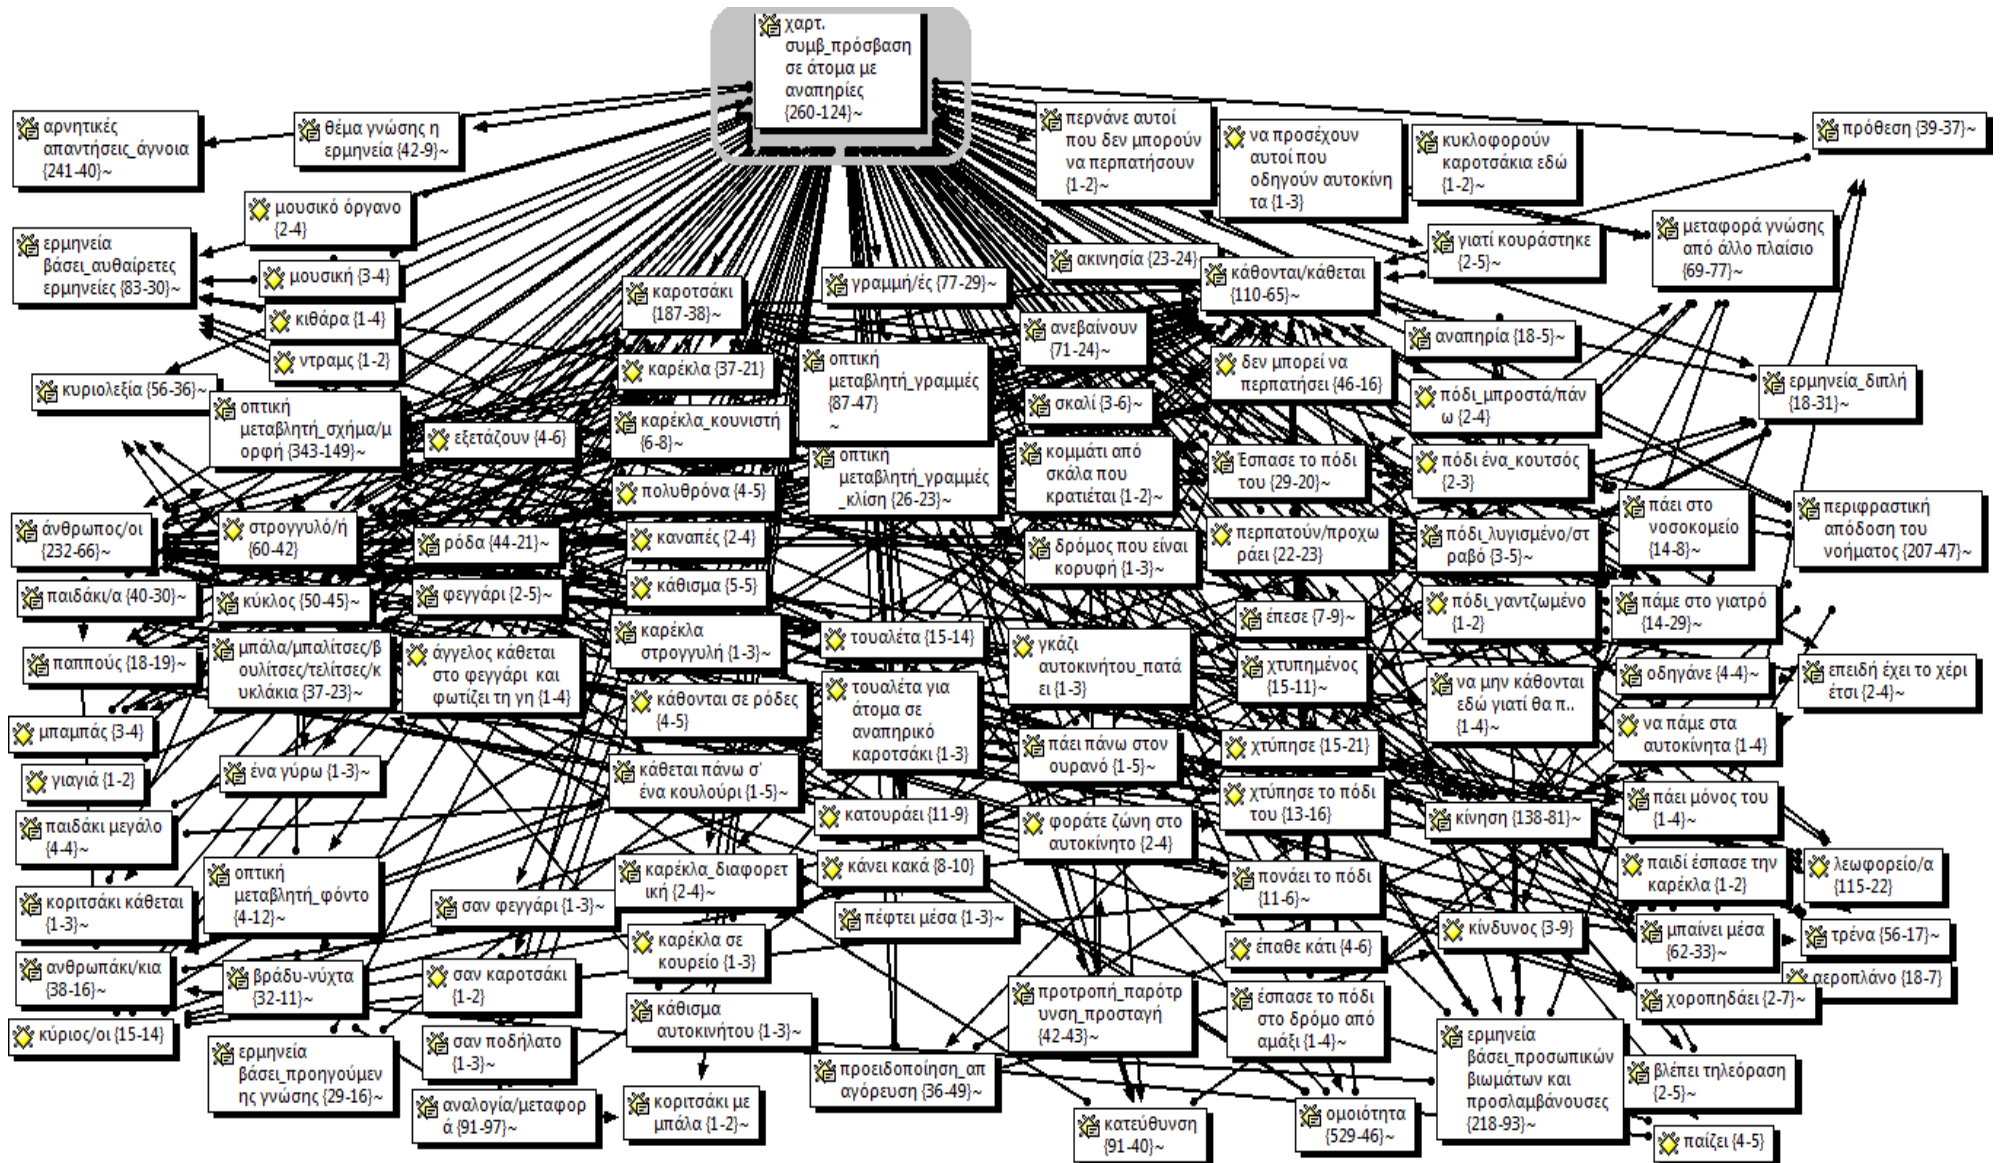 χαρτ.
συμβ_πρόσβαση
σε άτομα με
αναπηρίες
{260-124}~
αρνητικές
απαντήσεις_άγνοια
{241-40}~
θέμα γνώσης η
ερμηνεία {42-9}~
περνάνε αυτοί
που δεν μπορούν
να περπατήσουν
{1-2}~
να προσέχουν
αυτοί που
οδηγούν αυτοκίνη
τα {1-3}
κυκλοφορούν
καροτσάκια εδώ
{1-2}~
πρόθεση {39-37}~
μουσικό όργανο
{2-4}
ερμηνεία
βάσει_αυθαίρετες
ερμηνείες {83-30}~
μουσική {3-4}
κιθάρα {1-4}
ντραμς {1-2}
καροτσάκι
{187-38}~
γραμμή/ές {77-29}~
ακινησία {23-24}~
κάθονται/κάθεται
{110-65}~
γιατί κουράστηκε
{2-5}~
μεταφορά γνώσης
από άλλο πλαίσιο
{69-77}~
κυριολεξία {56-36}~
οπτική
μεταβλητή_σχήμα/μ
ορφή {343-149}~
εξετάζουν {4-6}
καρέκλα {37-21}
καρέκλα_κουνιστή
{6-8}~
πολυθρόνα {4-5}
οπτική
μεταβλητή_γραμμές
{87-47}
~
οπτική
μεταβλητή_γραμμές
_κλίση {26-23}~
ανεβαίνουν
{71-24}~
σκαλί {3-6}~
κομμάτι από
σκάλα που
κρατιέται {1-2}~
δεν μπορεί να
περπατήσει {46-16}
Έσπασε το πόδι
του {29-20}~
αναπηρία {18-5}~
πόδι_μπροστά/πάν
ω {2-4}
πόδι ένα_κουτσός
{2-3}
ερμηνεία_διπλή
{18-31}~
άνθρωπος/οι
{232-66}~
στρογγυλό/ή
{60-42}
ρόδα {44-21}~
καναπές {2-4}
δρόμος που είναι
κορυφή {1-3}~
περπατούν/προχω
ράει {22-23}
πόδι_λυγισμένο/στ
ραβό {3-5}~
πάει στο
νοσοκομείο
{14-8}~
περιφραστική
απόδοση του
νοήματος {207-47}~
παιδάκι/α {40-30}~
κύκλος {50-45}~
φεγγάρι {2-5}~
κάθισμα {5-5}
έπεσε {7-9}~
πόδι_γαντζωμένο
{1-2}
πάμε στο γιατρό
{14-29}~
παππούς {18-19}~
μπάλα/μπαλίτσες/β
ουλίτσες/τελίτσες/κ
υκλάκια {37-23}~
άγγελος κάθεται
στο φεγγάρι και
φωτίζει τη γη {1-4}
καρέκλα
στρογγυλή {1-3}~
τουαλέτα {15-14}
γκάζι
αυτοκινήτου_πατά
ει {1-3}
χτυπημένος
{15-11}~
να μην κάθονται
εδώ γιατί θα π..
{1-4}~
οδηγάνε {4-4}~
επειδή έχει το χέρι
έτσι {2-4}~
μπαμπάς {3-4}
κάθονται σε ρόδες
{4-5}
τουαλέτα για
άτομα σε
αναπηρικό
καροτσάκι {1-3}
πάει πάνω στον
ουρανό {1-5}~
χτύπησε {15-21}
να πάμε στα
αυτοκίνητα {1-4}
γιαγιά {1-2}
ένα γύρω {1-3}~
κάθεται πάνω σ'
ένα κουλούρι {1-5}~
χτύπησε το πόδι
του {13-16}
πάει μόνος του
{1-4}~
παιδάκι μεγάλο
{4-4}~
κατουράει {11-9}
φοράτε ζώνη στο
αυτοκίνητο {2-4}
κίνηση {138-81}~
οπτική
μεταβλητή_φόντο
{4-12}~
καρέκλα_διαφορετ
ική {2-4}~
κάνει κακά {8-10}
πονάει το πόδι
{11-6}~
παιδί έσπασε την
καρέκλα {1-2}
λεωφορείο/α
{115-22}
κοριτσάκι κάθεται
{1-3}~
σαν φεγγάρι {1-3}~
πέφτει μέσα {1-3}~
κίνδυνος {3-9}
μπαίνει μέσα
{62-33}~
τρένα {56-17}~
ανθρωπάκι/κια
{38-16}~
βράδυ-νύχτα
{32-11}~
σαν καροτσάκι
{1-2}
καρέκλα σε
κουρείο {1-3}
έπαθε κάτι {4-6}
αεροπλάνο {18-7}
χοροπηδάει {2-7}~
κύριος/οι {15-14}
ερμηνεία
βάσει_προηγούμεν
ης γνώσης {29-16}~
σαν ποδήλατο
{1-3}~
κάθισμα
αυτοκινήτου {1-3}~
προτροπή_παρότρ
υνση_προσταγή
{42-43}~
έσπασε το πόδι
στο δρόμο από
αμάξι {1-4}~
ερμηνεία
βάσει_προσωπικών
βιωμάτων και
προσλαμβάνουσες
{218-93}~
βλέπει τηλεόραση
{2-5}~
αναλογία/μεταφορ
ά {91-97}~
κοριτσάκι με
μπάλα {1-2}~
προειδοποίηση_απ
αγόρευση {36-49}~
κατεύθυνση
{91-40}~
ομοιότητα
{529-46}~
παίζει {4-5}